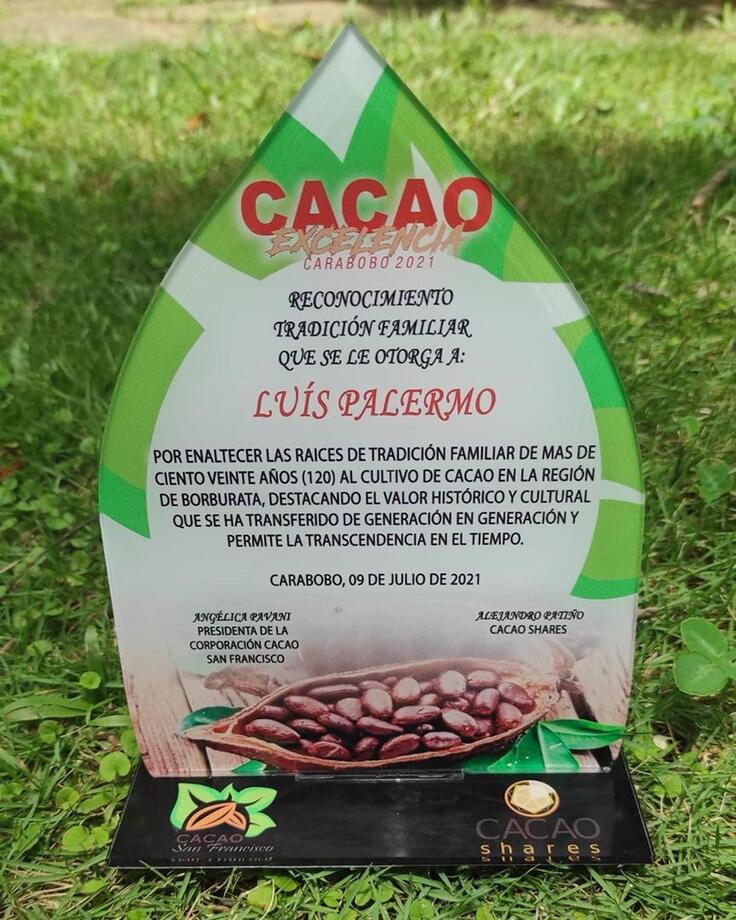 CACAO
EXCELENCIA
CARABOBO 2021
RECONOCIMIENTO
TRADICIÓN FAMILIAR
QUE SE LE OTORGA A:
LUÍS PALERMO
POR ENALTECER LAS RAICES DE TRADICIÓN FAMILIAR DE MAS DE
CIENTO VEINTE AÑOS (120) AL CULTIVO DE CACAO EN LA REGIÓN
DE BORBURATA, DESTACANDO EL VALOR HISTÓRICO Y CULTURAL
QUE SE HA TRANSFERIDO DE GENERACIÓN EN GENERACIÓN Y
PERMITE LA TRANSCENDENCIA EN EL TIEMPO.
CARABOBO, 09 DE JULIO DE 2021
ANGÉLICA PAVANI
PRESIDENTA DE LA
CORPORACIÓN CACAO
SAN FRANCISCO
ALEJANDRO PATIÑO
CACAO SHARES
CACAO
San Francisco
CACAO
shares